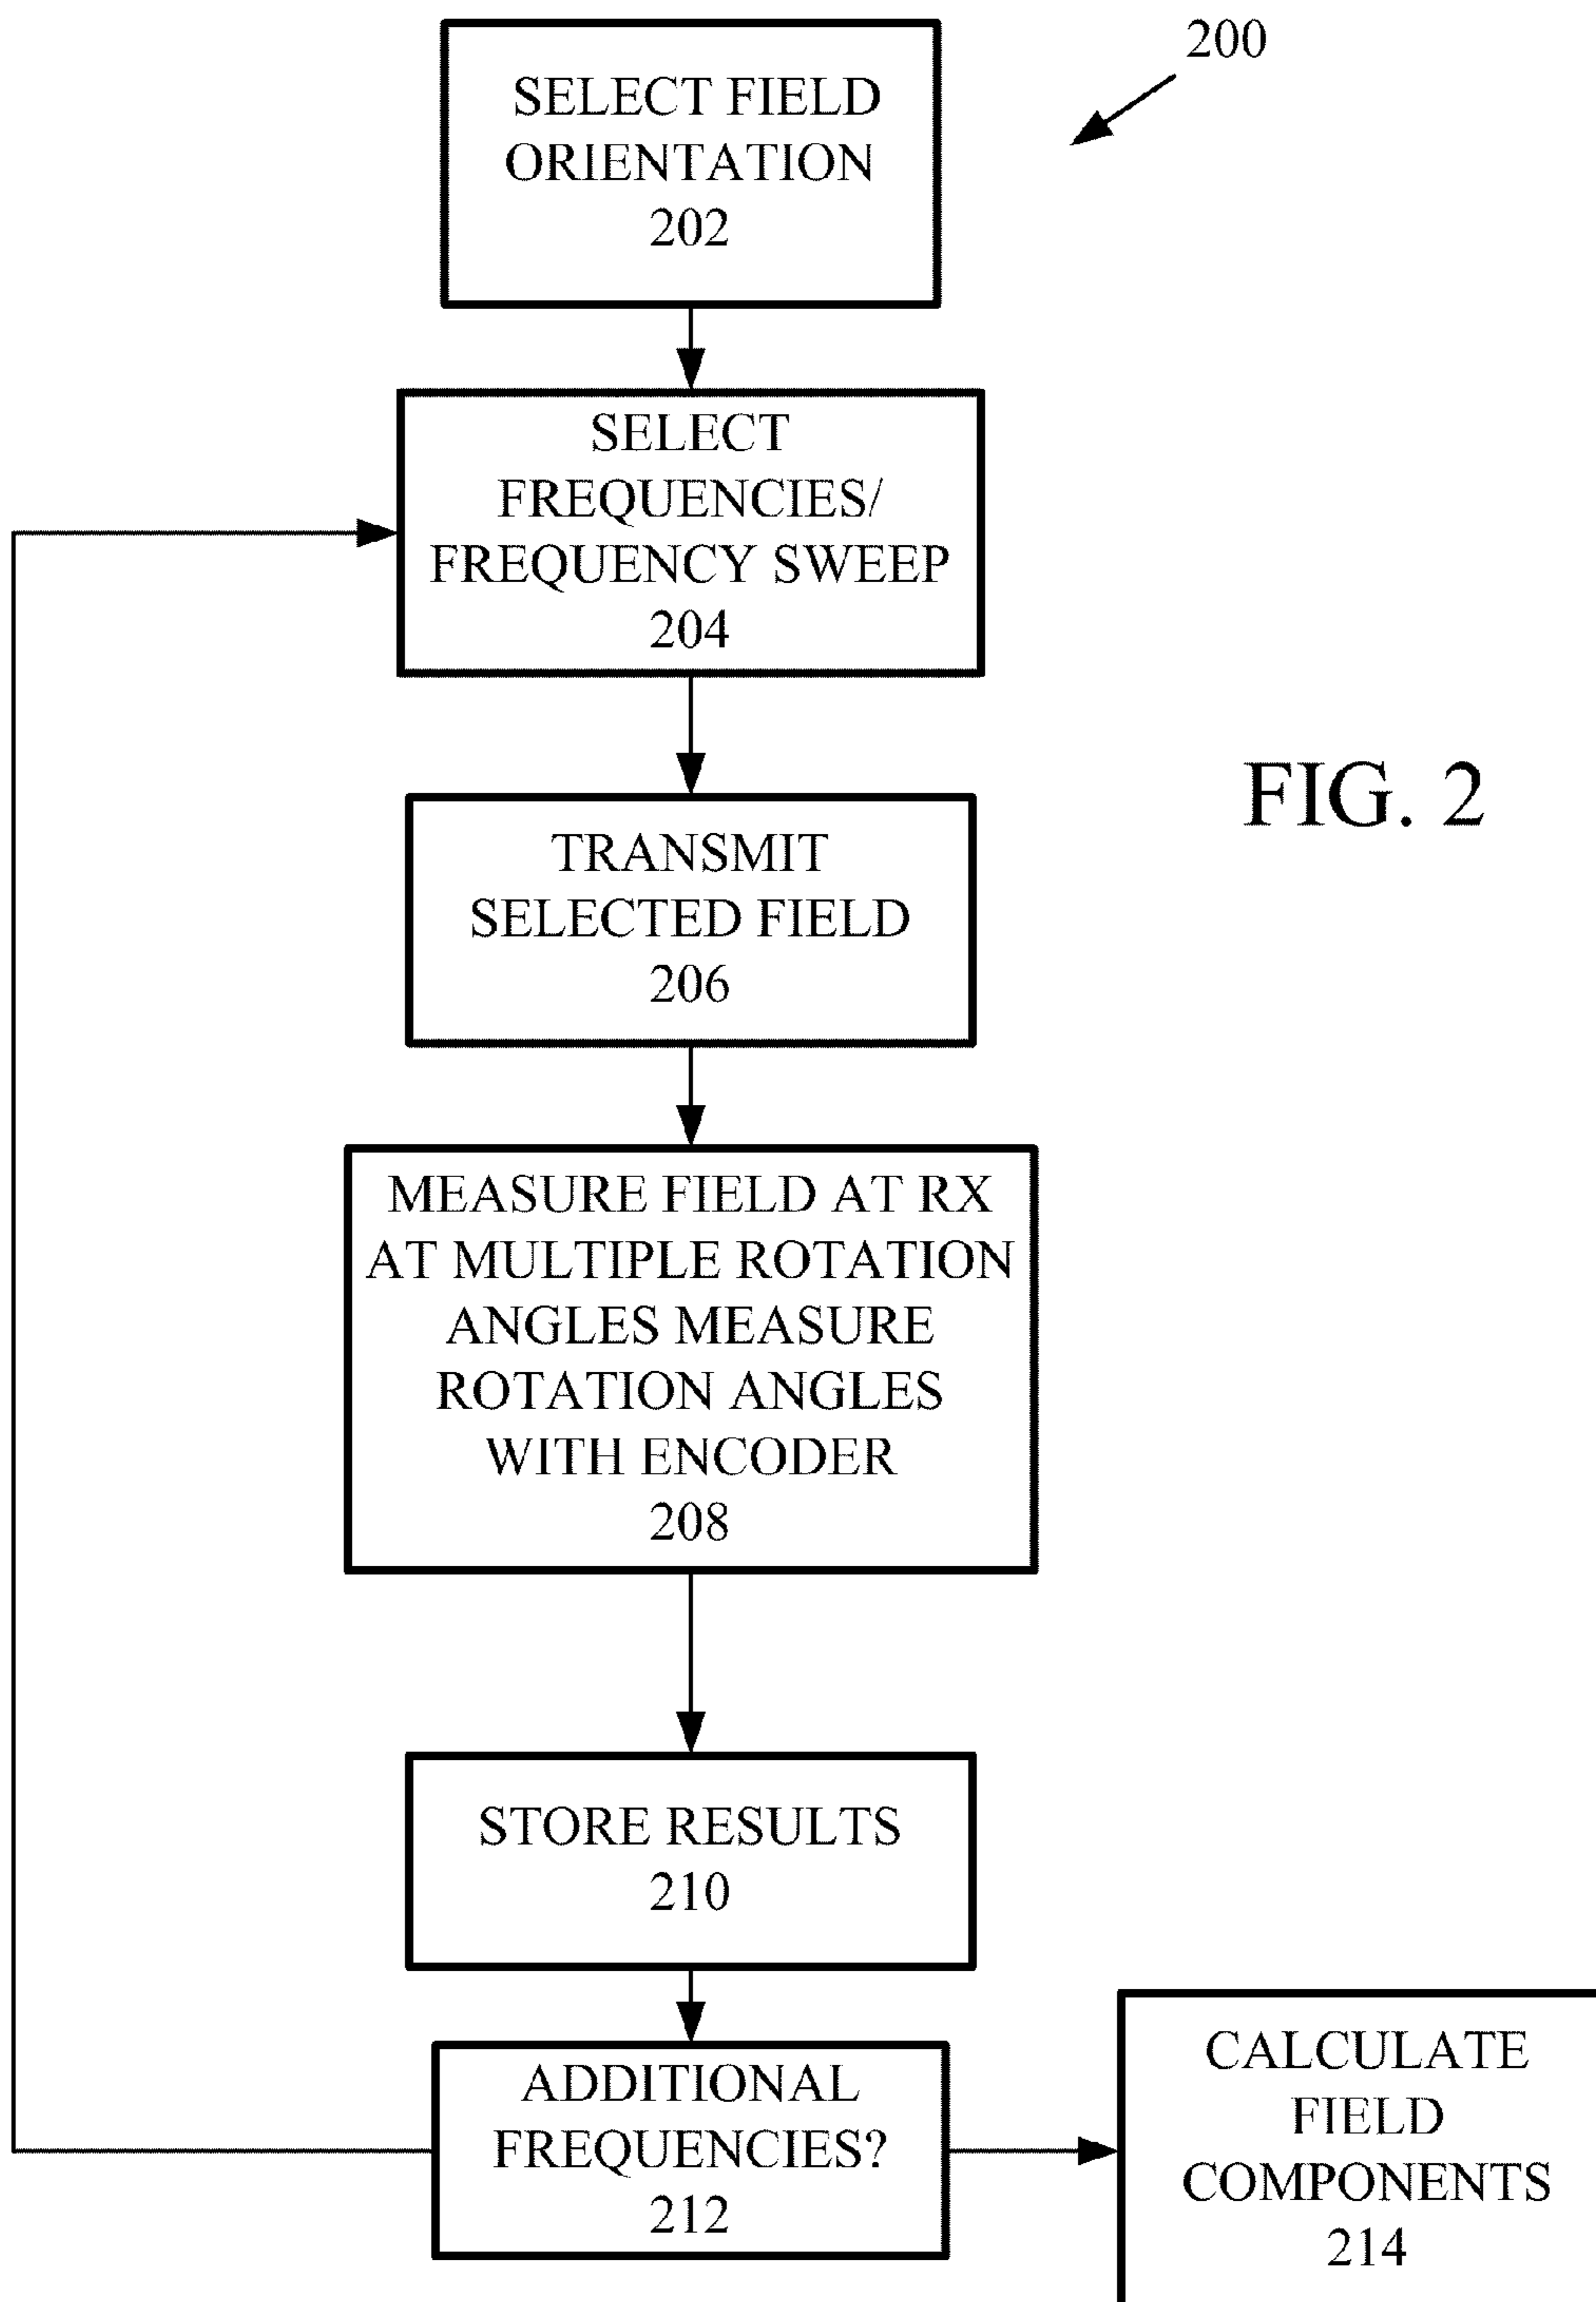 200
SELECT FIELD
ORIENTATION
202
SELECT
FREQUENCIES/
FREQUENCY SWEEP
204
FIG. 2
TRANSMIT
SELECTED FIELD
206
MEASURE FIELD AT RX
AT MULTIPLE ROTATION
ANGLES MEASURE
ROTATION ANGLES
WITH ENCODER
208
STORE RESULTS
210
ADDITIONAL
FREQUENCIES?
212
CALCULATE
FIELD
COMPONENTS
214